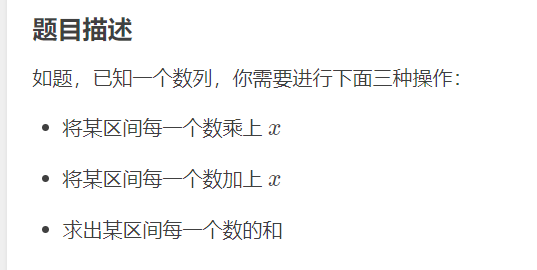 题目描述
如题，已知一个数列，你需要进行下面三种操作：
• 将某区间每一个数乘上 x
• 将某区间每一个数加上 x
• 求出某区间每一个数的和